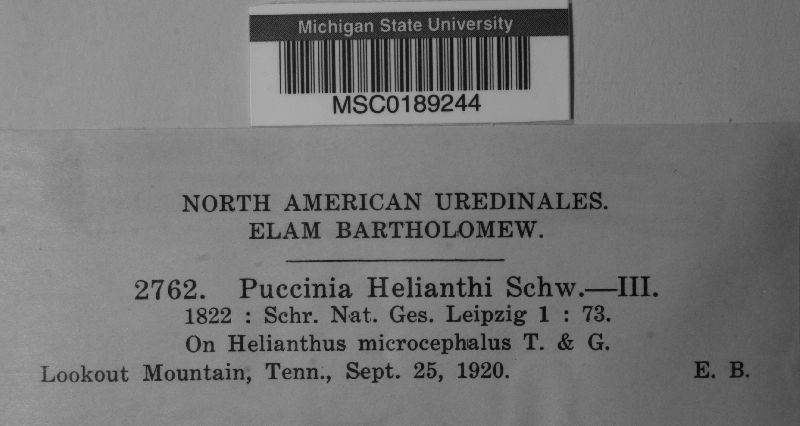 Michigan State University
MSC0189244
NORTH AMERICAN UREDINALES.
ELAM BARTHOLOMEW.
2762. Puccinia Helianthi Schw.—III.
1822 : Schr. Nat. Ges. Leipzig 1 : 73.
On Helianthus microcephalus T. & G.
Lookout Mountain, Tenn., Sept. 25, 1920. E. B.